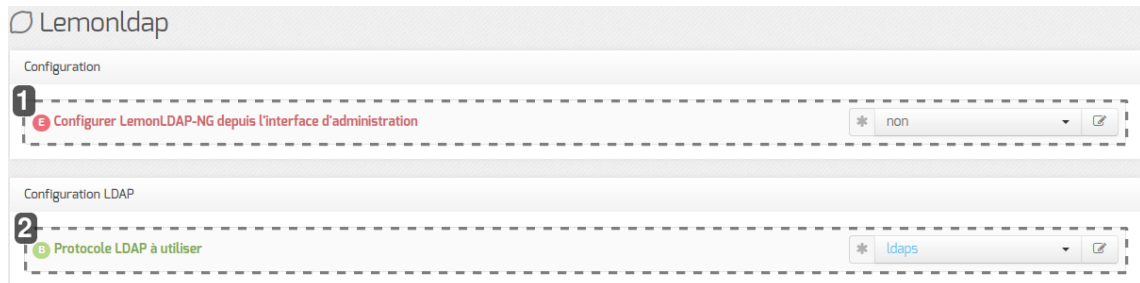 Lemonldap
Configuration
1
E Configurer LemonLDAP-NG depuis l'interface d'administration
* non
Configuration LDAP
2
B Protocole LDAP à utiliser
* ldaps